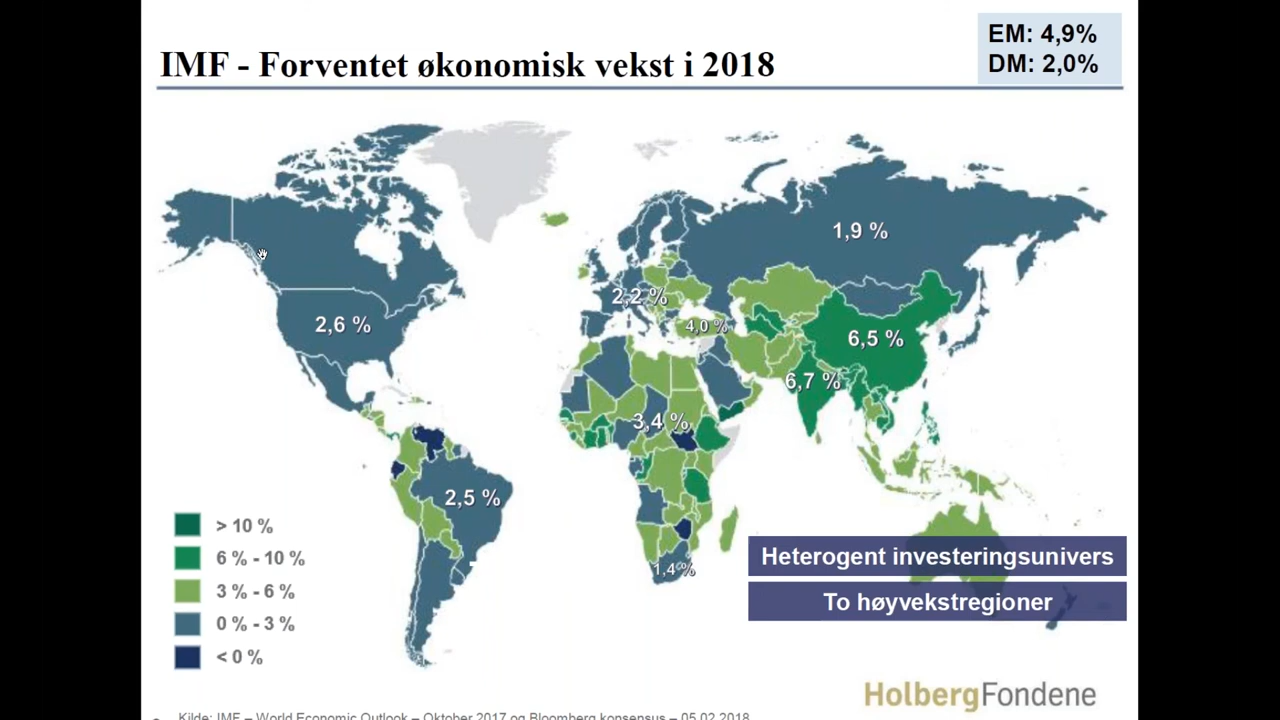 IMF - Forventet økonomisk vekst i 2018
EM: 4,9%
DM: 2,0%
1,9 %
2,2 %
2,6 %
4,0 %
6,5 %
6,7 %
3,4 %
2,5 %
1,4 %
> 10 %
6 % - 10 %
3 % - 6 %
0 % - 3 %
< 0 %
Heterogent investeringsunivers
To høyvekstregioner
HolbergFondene
Kilde: IMF – World Economic Outlook – Oktober 2017 og Bloomberg konsensus – 05.02.2018